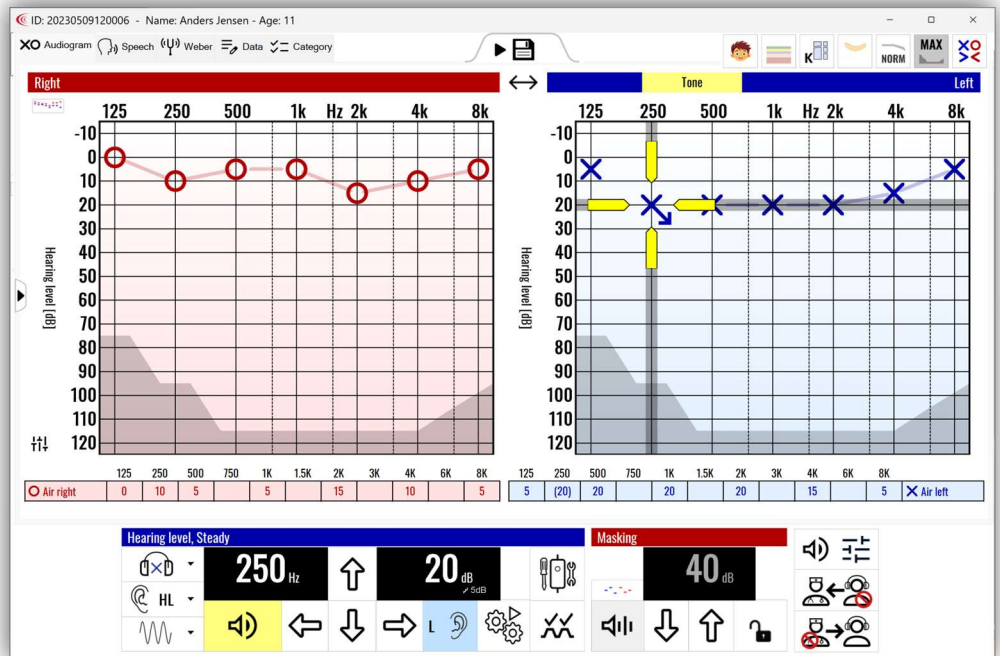 ID: 20230509120006 - Name: Anders Jensen - Age: 11
XO Audiogram Speech Weber Data Category
K NORM MAX XO
Right
Tone Left
125 250 500 1k Hz 2k 4k 8k
125 250 500 1k Hz 2k 4k 8k
-10 -10
0 0
10 10
20 20
30 30
40 40
50 50
60 60
70 70
80 80
90 90
100 100
110 110
120 120
Hearing level [dB]
Hearing level [dB]
125 250 500 750 1K 1.5K 2K 3K 4K 6K 8K
125 250 500 750 1K 1.5K 2K 3K 4K 6K 8K
Air right 0 10 5 5 15 10 5
5 (20) 20 20 20 15 5 Air left
Hearing level, Steady
Masking
250 Hz
20 dB
5dB
40 dB
HL
L